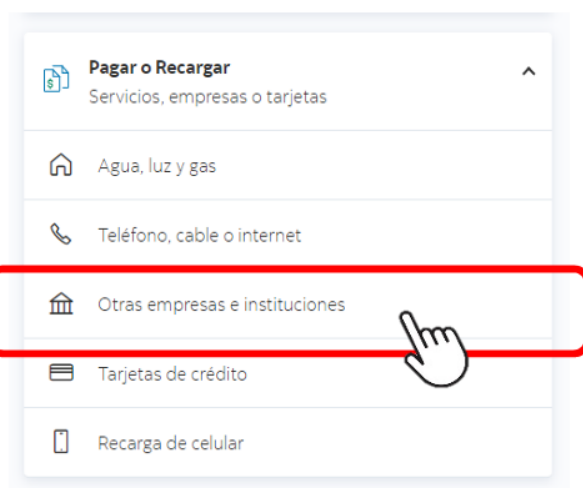 Pagar o Recargar
Servicios, empresas o tarjetas
Agua, luz y gas
Teléfono, cable o internet
Otras empresas e instituciones
Tarjetas de crédito
Recarga de celular